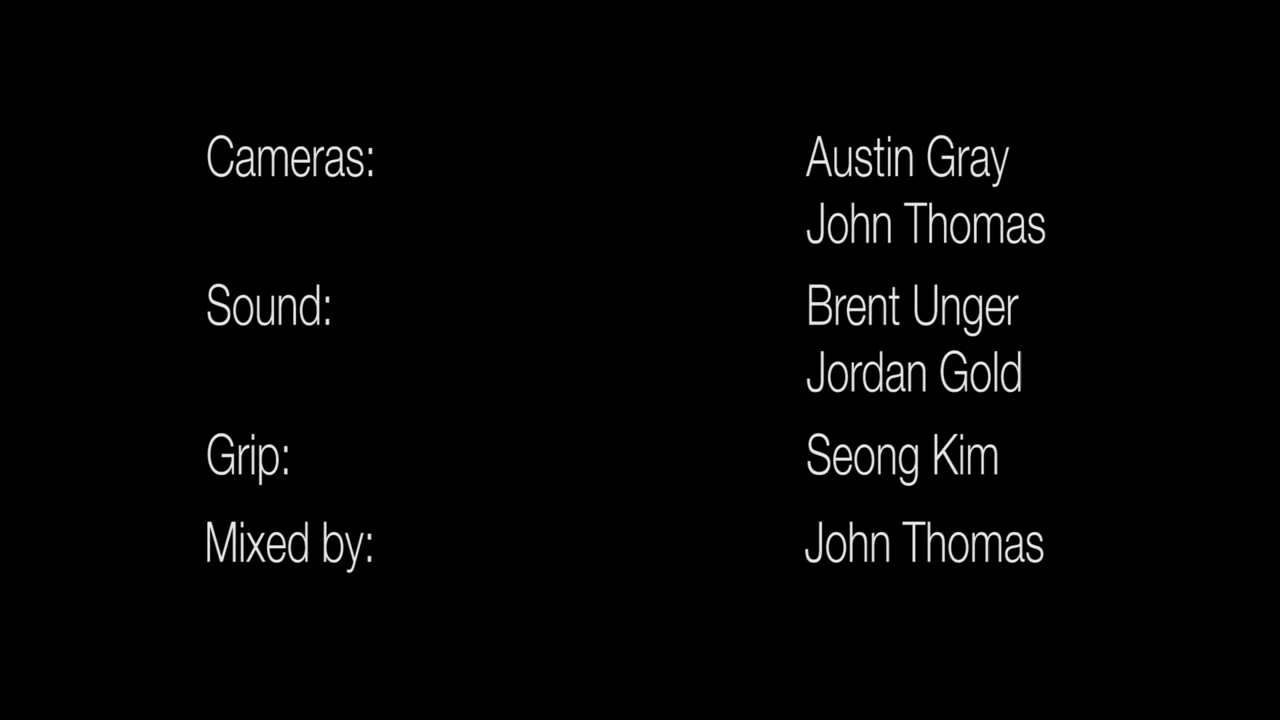 Cameras: Austin Gray
John Thomas
Sound: Brent Unger
Jordan Gold
Grip: Seong Kim
Mixed by: John Thomas